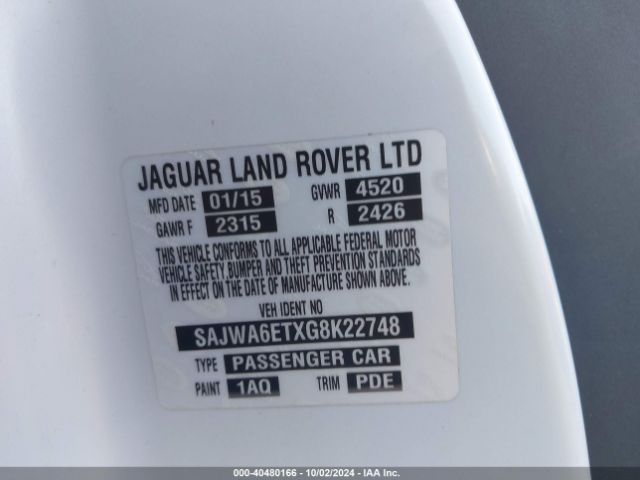 JAGUAR LAND ROVER LTD
MFD DATE 01/15 GVWR 4520
GAWR F 2315 R 2426
THIS VEHICLE CONFORMS TO ALL APPLICABLE FEDERAL MOTOR
VEHICLE SAFETY BUMPER AND THEFT PREVENTION STANDARDS
IN EFFECT ON THE DATE OF MANUFACTURE SHOWN ABOVE.
VEH IDENT NO
SAJWA6ETXG8K22748
TYPE PASSENGER CAR
PAINT 1AQ TRIM PDE
000-40480166 - 10/02/2024 - IAA Inc.